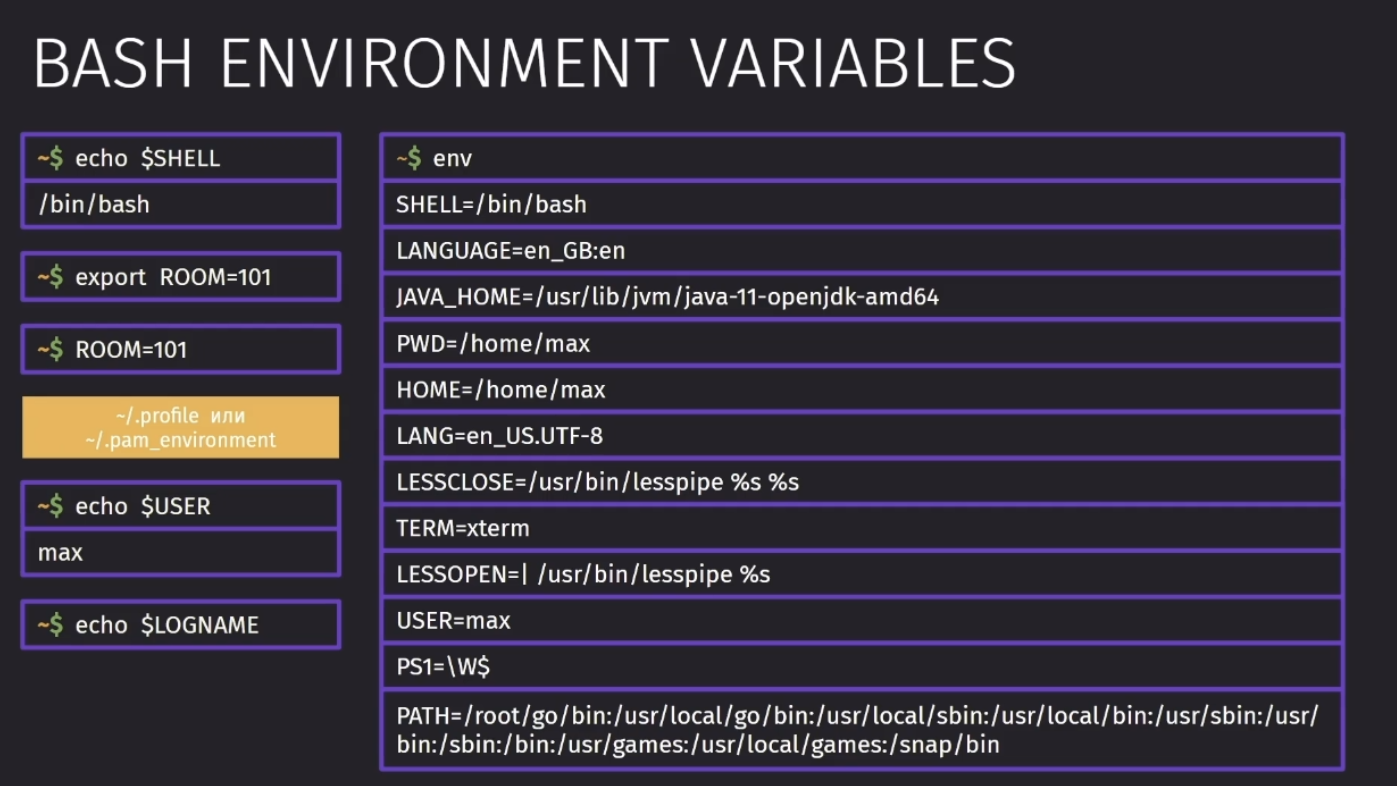 BASH ENVIRONMENT VARIABLES
~$ echo $SHELL
/bin/bash
~$ export ROOM=101
~$ ROOM=101
~/.profile или
~/.pam_environment
~$ echo $USER
max
~$ echo $LOGNAME
~$ env
SHELL=/bin/bash
LANGUAGE=en_GB:en
JAVA_HOME=/usr/lib/jvm/java-11-openjdk-amd64
PWD=/home/max
HOME=/home/max
LANG=en_US.UTF-8
LESSCLOSE=/usr/bin/lesspipe %s %s
TERM=xterm
LESSOPEN=| /usr/bin/lesspipe %s
USER=max
PS1=\W$
PATH=/root/go/bin:/usr/local/go/bin:/usr/local/sbin:/usr/local/bin:/usr/sbin:/usr/
bin:/sbin:/bin:/usr/games:/usr/local/games:/snap/bin